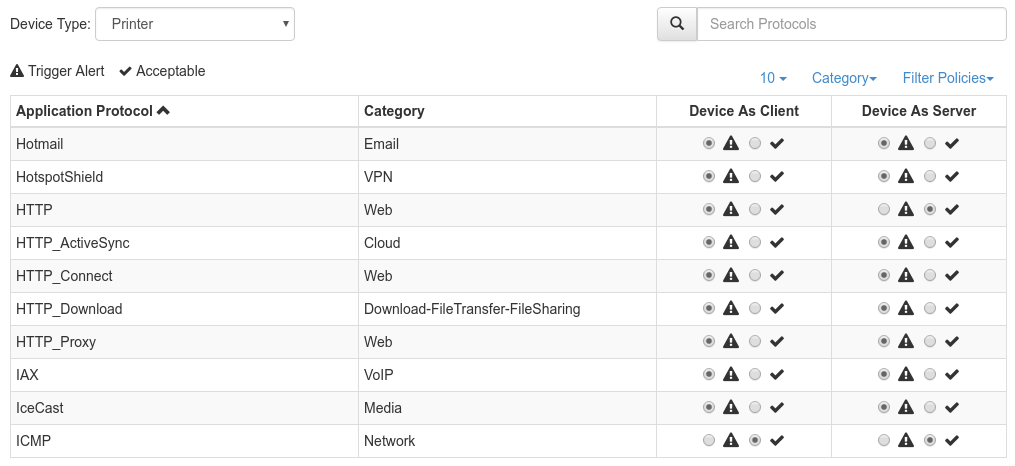 Device Type: Printer
Search Protocols
Trigger Alert Acceptable
10 Category Filter Policies
Application Protocol Category Device As Client Device As Server
Hotmail Email
HotspotShield VPN
HTTP Web
HTTP_ActiveSync Cloud
HTTP_Connect Web
HTTP_Download Download-FileTransfer-FileSharing
HTTP_Proxy Web
IAX VoIP
IceCast Media
ICMP Network